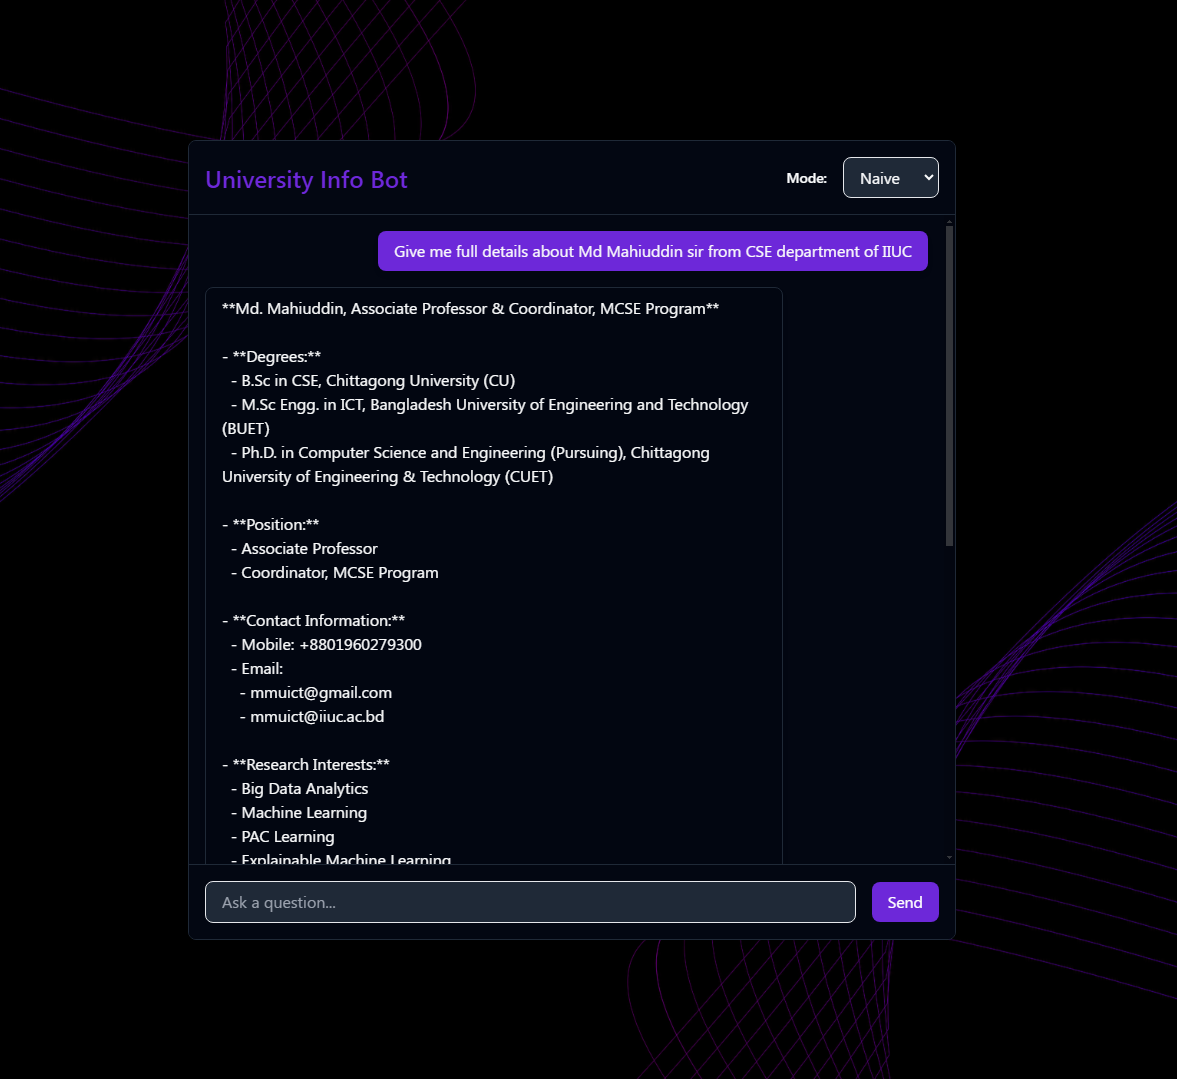 University Info Bot
Mode:
Naive
Give me full details about Md Mahiuddin sir from CSE department of IIUC
**Md. Mahiuddin, Associate Professor & Coordinator, MCSE Program**
- **Degrees:**
- B.Sc in CSE, Chittagong University (CU)
- M.Sc Engg. in ICT, Bangladesh University of Engineering and Technology
(BUET)
- Ph.D. in Computer Science and Engineering (Pursuing), Chittagong
University of Engineering & Technology (CUET)
- **Position:**
- Associate Professor
- Coordinator, MCSE Program
- **Contact Information:**
- Mobile: +8801960279300
- Email:
- mmuict@gmail.com
- mmuict@iiuc.ac.bd
- **Research Interests:**
- Big Data Analytics
- Machine Learning
- PAC Learning
- Explainable Machine Learning
Ask a question...
Send